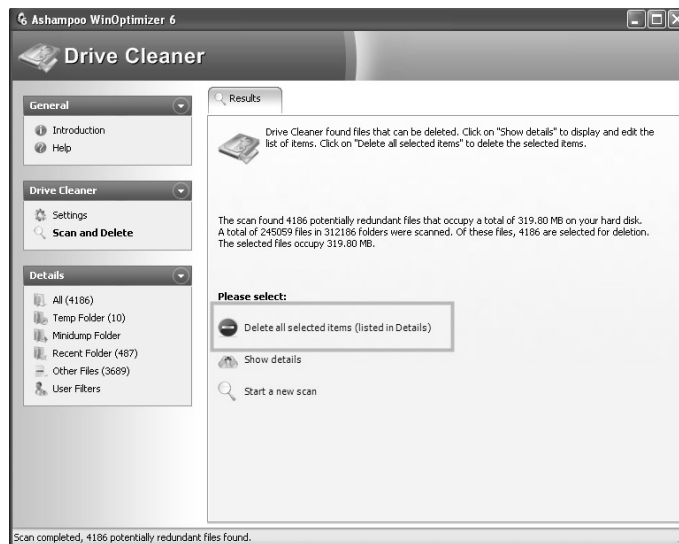 Ashampoo WinOptimizer 6
Drive Cleaner
General
Introduction
Help
Drive Cleaner
Settings
Scan and Delete
Details
All (4186)
Temp Folder (10)
Minidump Folder
Recent Folder (487)
Other Files (3689)
User Filters
Results
Drive Cleaner found files that can be deleted. Click on "Show details" to display and edit the
list of items. Click on "Delete all selected items" to delete the selected items.
The scan found 4186 potentially redundant files that occupy a total of 319.80 MB on your hard disk.
A total of 245059 files in 312186 folders were scanned. Of these files, 4186 are selected for deletion.
The selected files occupy 319.80 MB.
Please select:
Delete all selected items (listed in Details)
Show details
Start a new scan
Scan completed, 4186 potentially redundant files found.